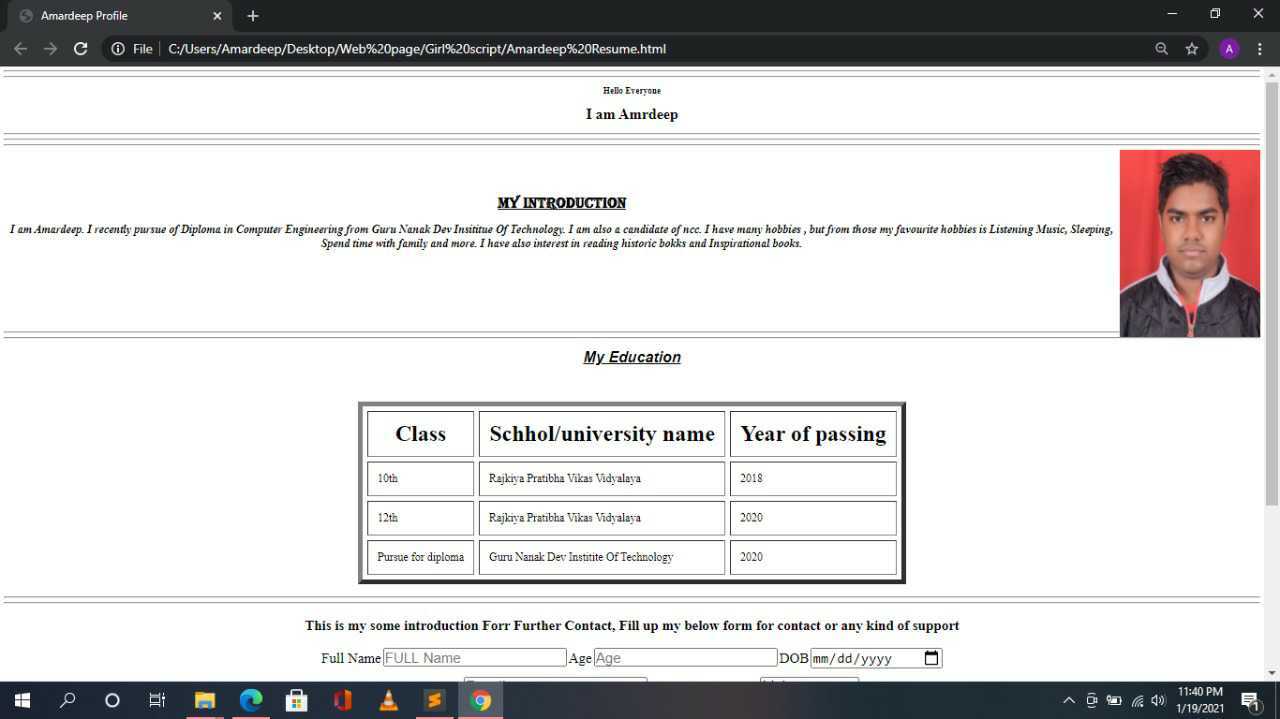 Amardeep Profile
File C:/Users/Amardeep/Desktop/Web%20page/Girl%20script/Amardeep%20Resume.html
A
Hello Everyone
I am Amrdeep
MY INTRODUCTION
I am Amardeep. I recently pursue of Diploma in Computer Engineering from Guru Nanak Dev Insititue Of Technology. I am also a candidate of ncc. I have many hobbies , but from those my favourite hobbies is Listening Music, Sleeping,
Spend time with family and more. I have also interest in reading historic bokks and Inspirational books.
My Education
Class Schhol/university name Year of passing
10th Rajkiya Pratibha Vikas Vidyalaya 2018
12th Rajkiya Pratibha Vikas Vidyalaya 2020
Pursue for diploma Guru Nanak Dev Institite Of Technology 2020
This is my some introduction Forr Further Contact, Fill up my below form for contact or any kind of support
Full Name FULL Name Age Age DOB mm/dd/yyyy
11:40 PM
1/19/2021
1